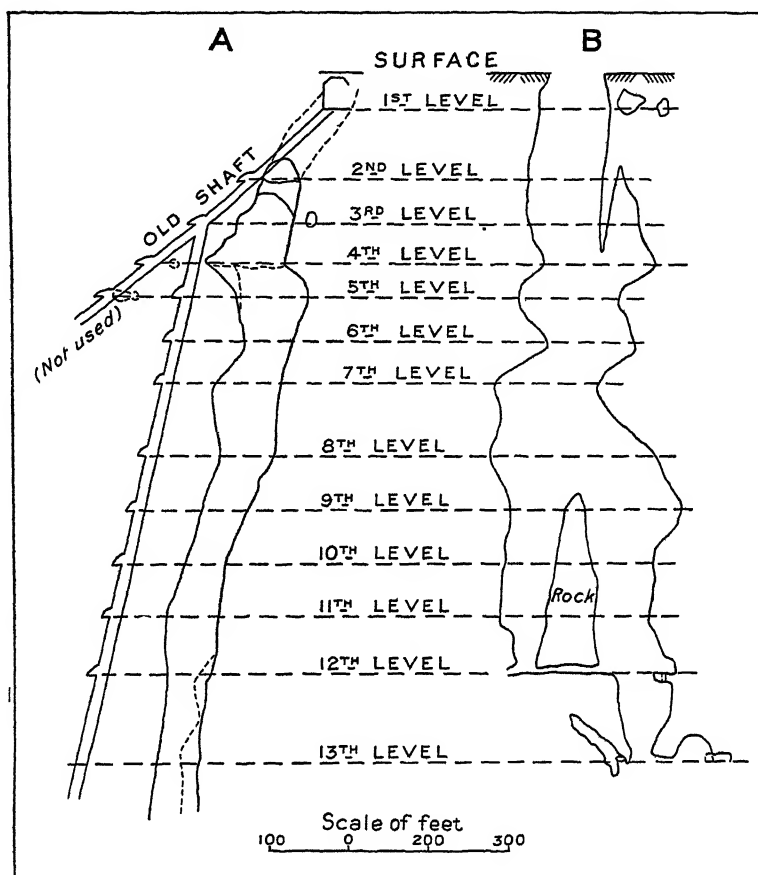 A B
SURFACE
1ST LEVEL
OLD SHAFT
2ND LEVEL
3RD LEVEL
4TH LEVEL
5TH LEVEL
(Not used)
6TH LEVEL
7TH LEVEL
8TH LEVEL
9TH LEVEL
10TH LEVEL
Rock
11TH LEVEL
12TH LEVEL
13TH LEVEL
Scale of feet
100 0 200 300